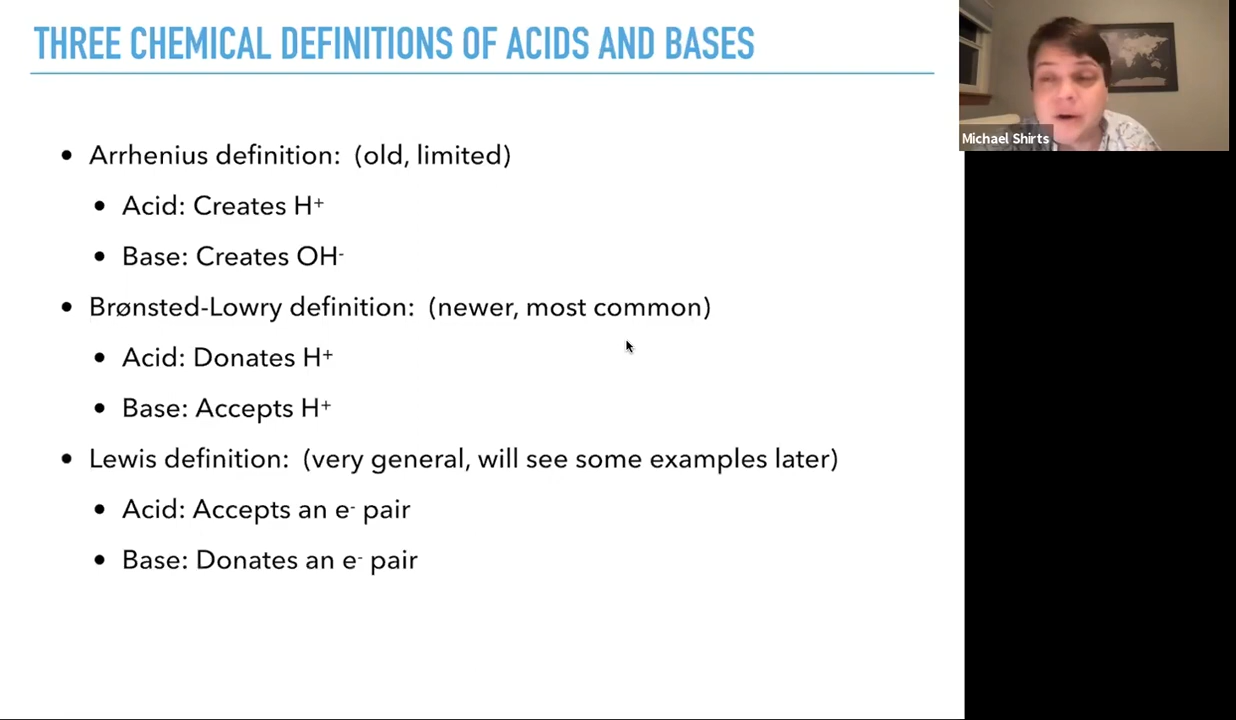 THREE CHEMICAL DEFINITIONS OF ACIDS AND BASES
Michael Shirts
• Arrhenius definition: (old, limited)
• Acid: Creates H⁺
• Base: Creates OH⁻
• Brønsted-Lowry definition: (newer, most common)
• Acid: Donates H⁺
• Base: Accepts H⁺
• Lewis definition: (very general, will see some examples later)
• Acid: Accepts an e⁻ pair
• Base: Donates an e⁻ pair